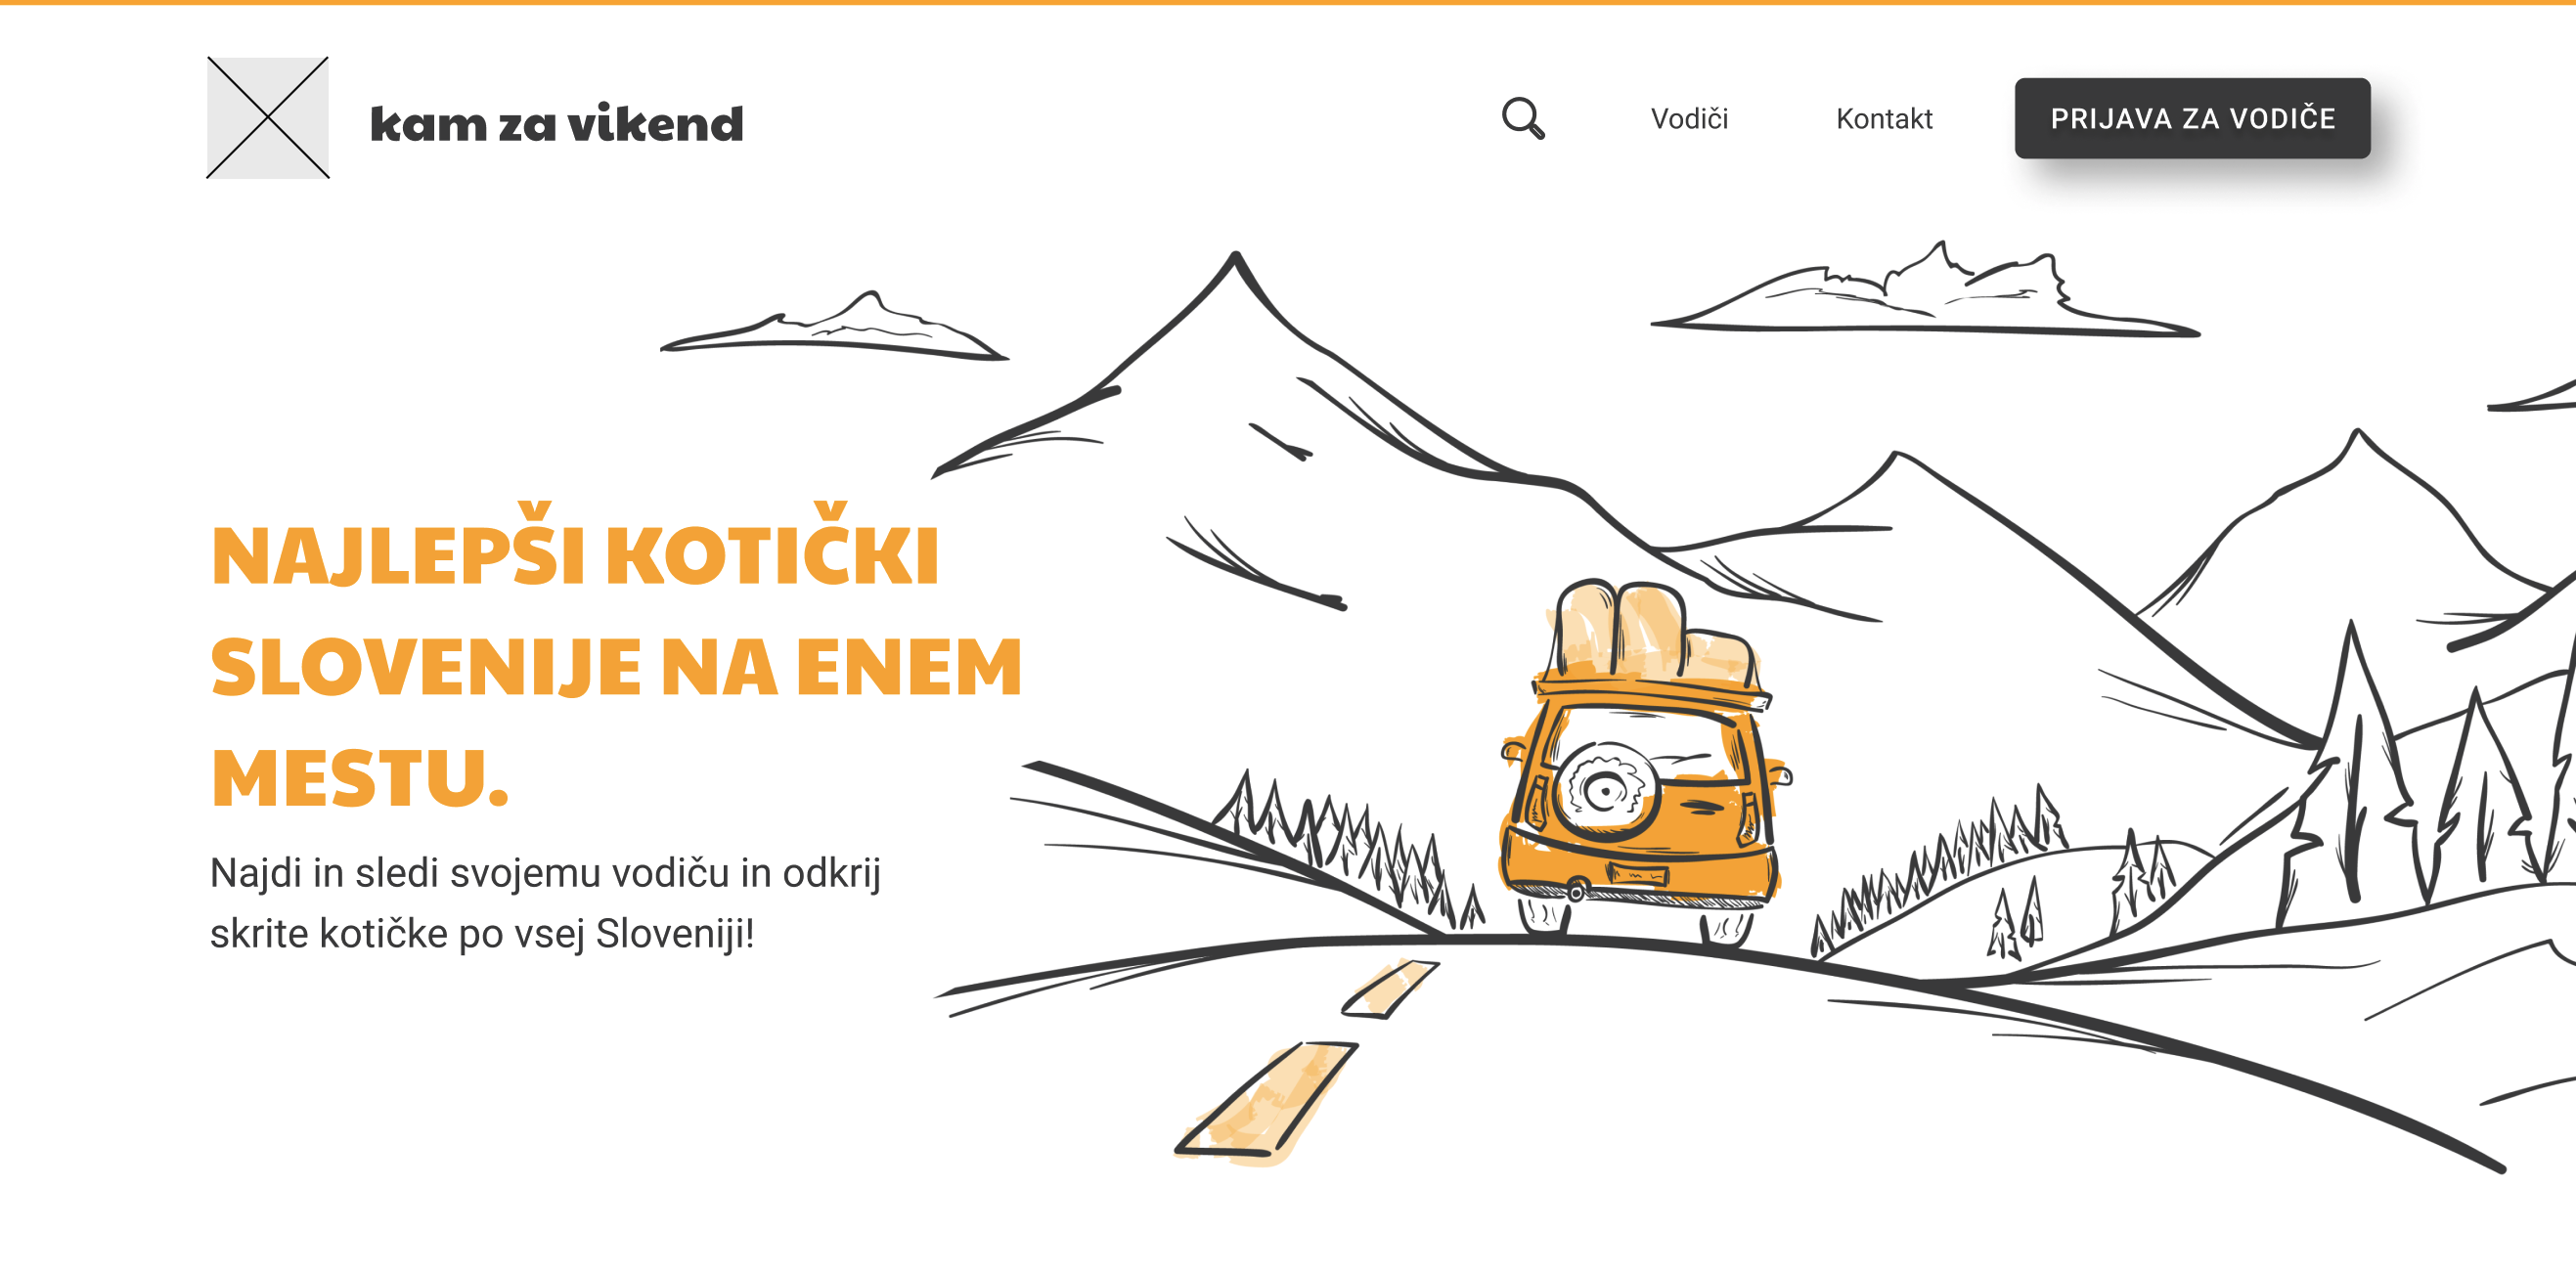 kam za vikend
Vodiči
Kontakt
PRIJAVA ZA VODIČE
NAJLEPŠI KOTIČKI
SLOVENIJE NA ENEM
MESTU.
Najdi in sledi svojemu vodiču in odkrij
skrite kotičke po vsej Sloveniji!